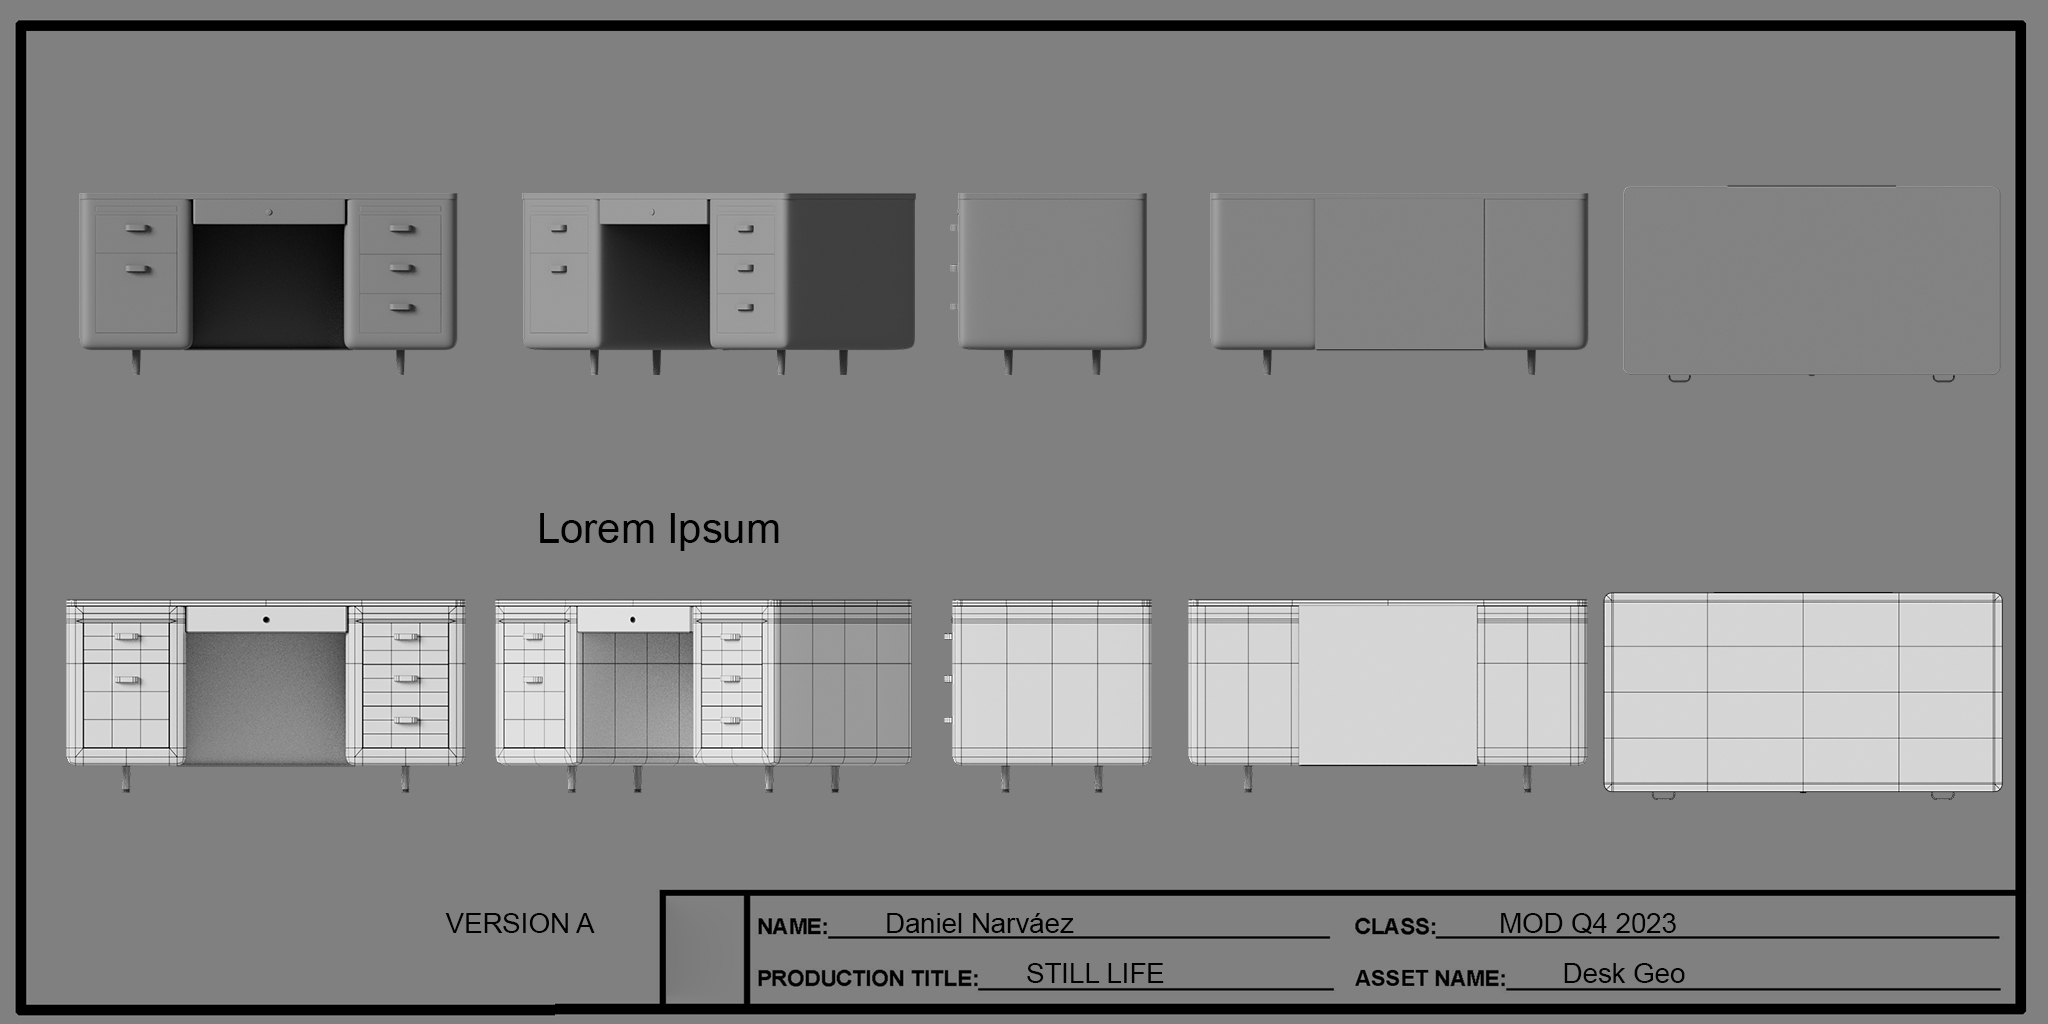 Lorem Ipsum
VERSION A
NAME: Daniel Narváez
CLASS: MOD Q4 2023
PRODUCTION TITLE: STILL LIFE
ASSET NAME: Desk Geo